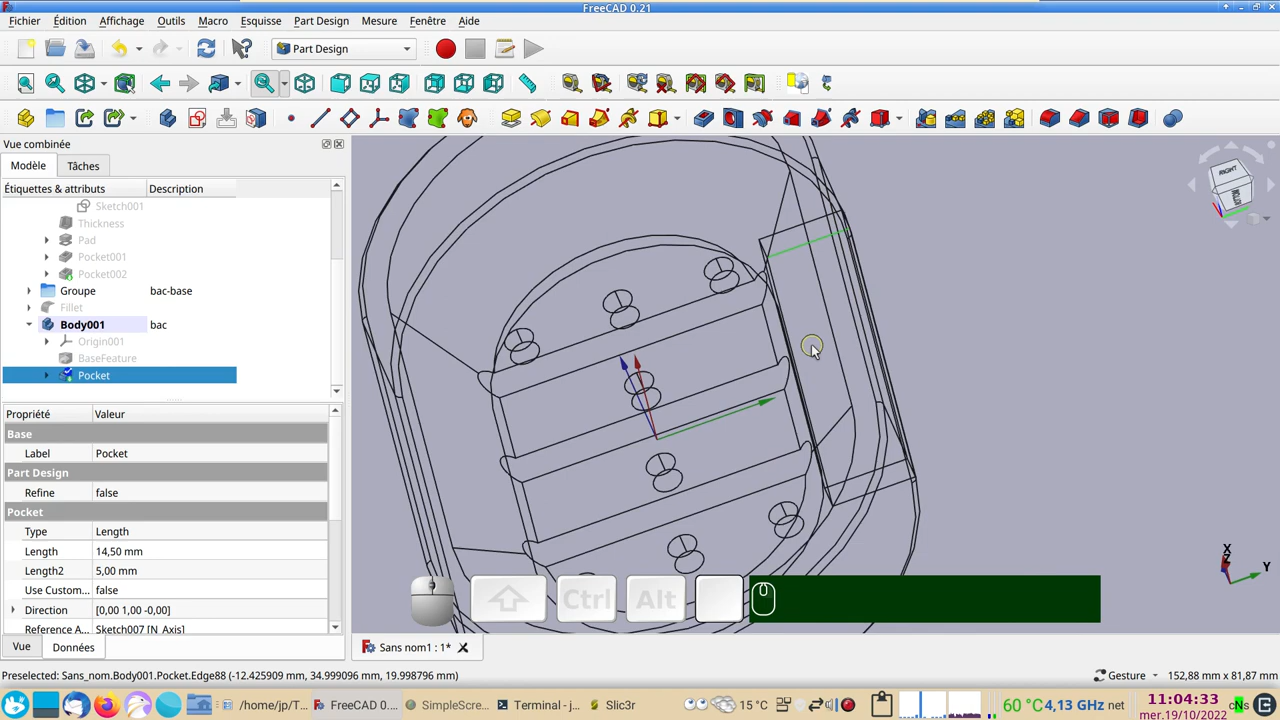 FreeCAD 0.21
Fichier Édition Affichage Outils Macro Esquisse Part Design Mesure Fenêtre Aide
Part Design
Vue combinée
Modèle Tâches
Étiquettes & attributs Description
Sketch001
Thickness
Pad
Pocket001
Pocket002
Groupe bac-base
Fillet
Body001 bac
Origin001
BaseFeature
Pocket
Propriété Valeur
Base
Label Pocket
Part Design
Refine false
Pocket
Type Length
Length 14,50 mm
Length2 5,00 mm
Use Custom... false
Direction [0,00 1,00 -0,00]
Reference A... Sketch007 [N_Axis]
Vue Données
RIGHT
X
Z
Y
Ctrl Alt
Sans nom1 : 1*
Preselected: Sans_nom.Body001.Pocket.Edge88 (-12.425909 mm, 34.999096 mm, 19.998796 mm)
Gesture 152,88 mm x 81,87 mm
/home/jp/T... FreeCAD 0.... SimpleScre... Terminal - j... Slic3r
15 °C
60 °C 4,13 GHz net
11:04:33
mer.19/10/2022